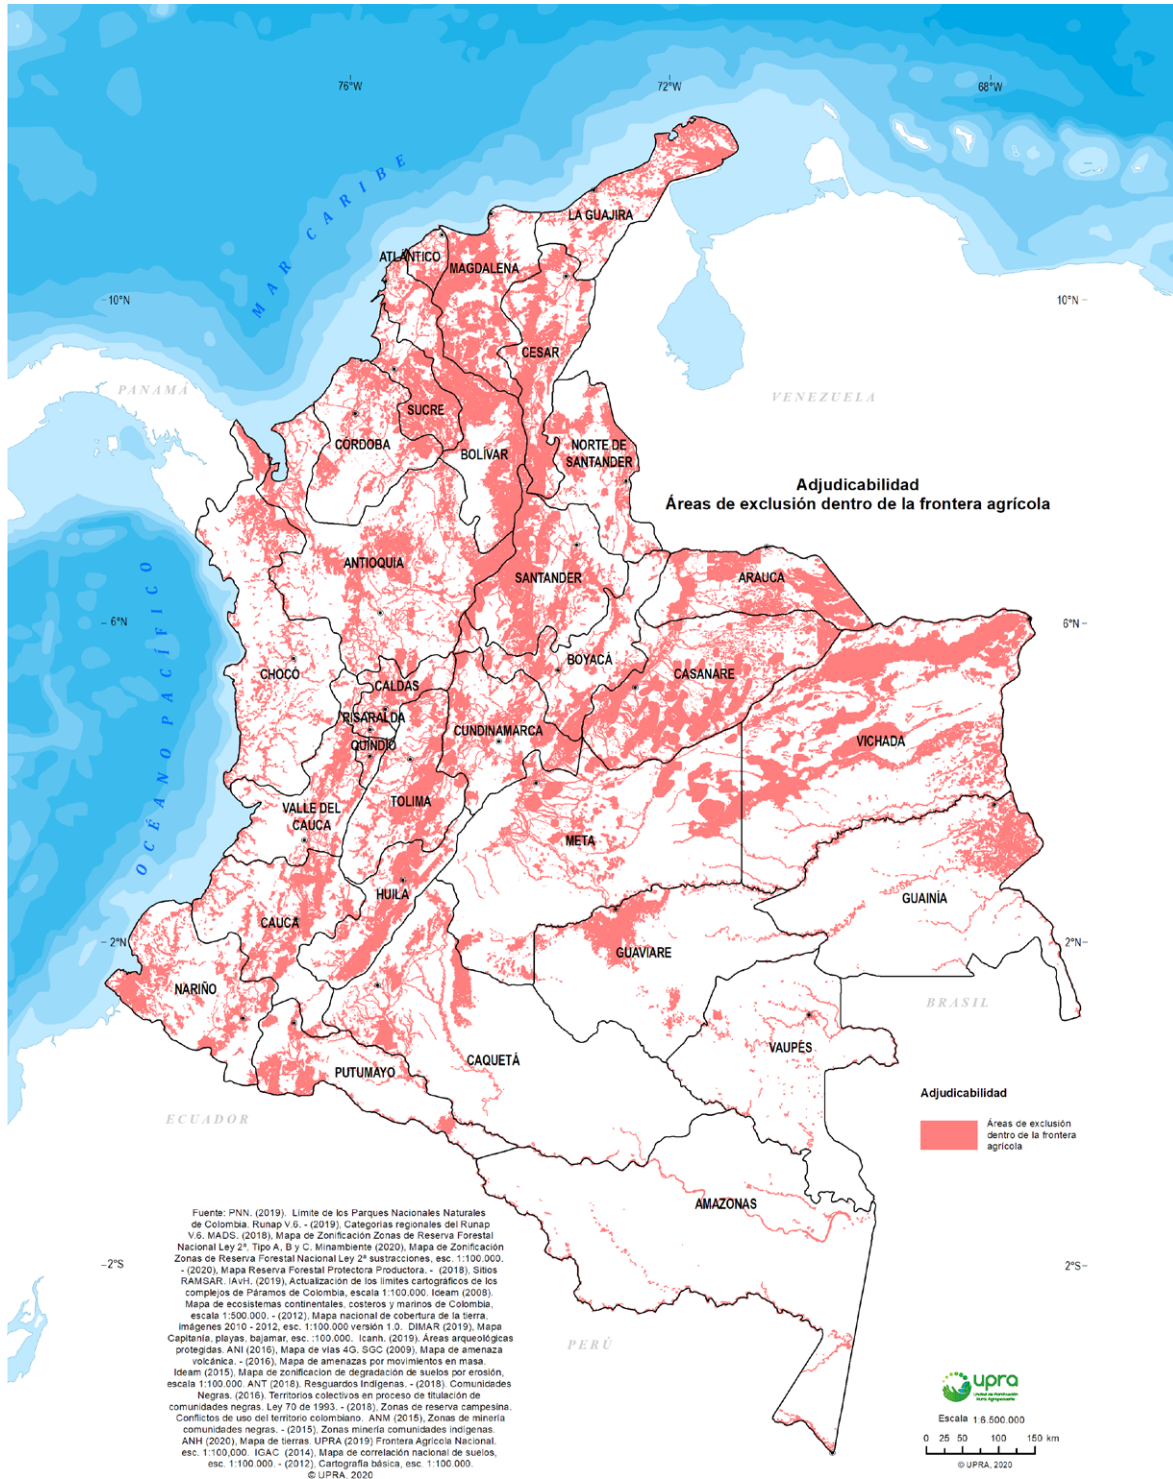 76°W
72°W
68°W
MAR CARIBE
LA GUAJIRA
ATLÁNTICO
MAGDALENA
10°N
10°N
CESAR
PANAMÁ
VENEZUELA
SUCRE
CÓRDOBA
NORTE DE
SANTANDER
BOLÍVAR
Adjudicabilidad
Áreas de exclusión dentro de la frontera agrícola
OCÉANO PACÍFICO
ANTIOQUIA
SANTANDER
ARAUCA
6°N
6°N
BOYACÁ
CHOCÓ
CASANARE
CALDAS
RISARALDA
CUNDINAMARCA
QUINDÍO
VICHADA
TOLIMA
VALLE DEL
CAUCA
META
HUILA
GUAINÍA
CAUCA
2°N
2°N
GUAVIARE
NARIÑO
BRASIL
VAUPÉS
CAQUETÁ
PUTUMAYO
ECUADOR
Adjudicabilidad
Áreas de exclusión
dentro de la frontera
agrícola
AMAZONAS
Fuente: PNN. (2019). Límite de los Parques Nacionales Naturales
de Colombia. Runap V.6. - (2019), Categorias regionales del Runap
V.6. MADS. (2018), Mapa de Zonificación Zonas de Reserva Forestal
Nacional Ley 2ª, Tipo A, B y C. Minambiente (2020), Mapa de Zonificación
Zonas de Reserva Forestal Nacional Ley 2ª sustracciones, esc. 1:100.000.
- (2020), Mapa Reserva Forestal Protectora Productora. - (2018), Sitios
RAMSAR. IAvH. (2019), Actualización de los límites cartográficos de los
complejos de Páramos de Colombia, escala 1:100.000. Ideam (2008).
Mapa de ecosistemas continentales, costeros y marinos de Colombia,
escala 1:500.000. - (2012), Mapa nacional de cobertura de la tierra,
imágenes 2010 - 2012, esc. 1:100.000 versión 1.0. DIMAR (2019), Mapa
Capitanía, playas, bajamar, esc. :100.000. Icanh. (2019). Áreas arqueológicas
protegidas. ANI (2016), Mapa de vías 4G. SGC (2009), Mapa de amenaza
volcánica. - (2016), Mapa de amenazas por movimientos en masa.
Ideam (2015), Mapa de zonificacion de degradación de suelos por erosión,
escala 1:100.000. ANT (2018). Resguardos Indígenas. - (2018). Comunidades
Negras. (2016). Territorios colectivos en proceso de titulación de
comunidades negras. Ley 70 de 1993. - (2018), Zonas de reserva campesina.
Conflictos de uso del territorio colombiano. ANM (2015), Zonas de minería
comunidades negras. - (2015), Zonas minería comunidades indígenas.
ANH (2020), Mapa de tierras. UPRA (2019) Frontera Agrícola Nacional.
esc. 1:100,000. IGAC (2014), Mapa de correlación nacional de suelos,
esc. 1:100.000. - (2012), Cartografía básica, esc. 1:100.000.
© UPRA, 2020
2°S
2°S
PERÚ
upra
Escala 1:6.500.000
0 25 50 100 150 km
© UPRA, 2020